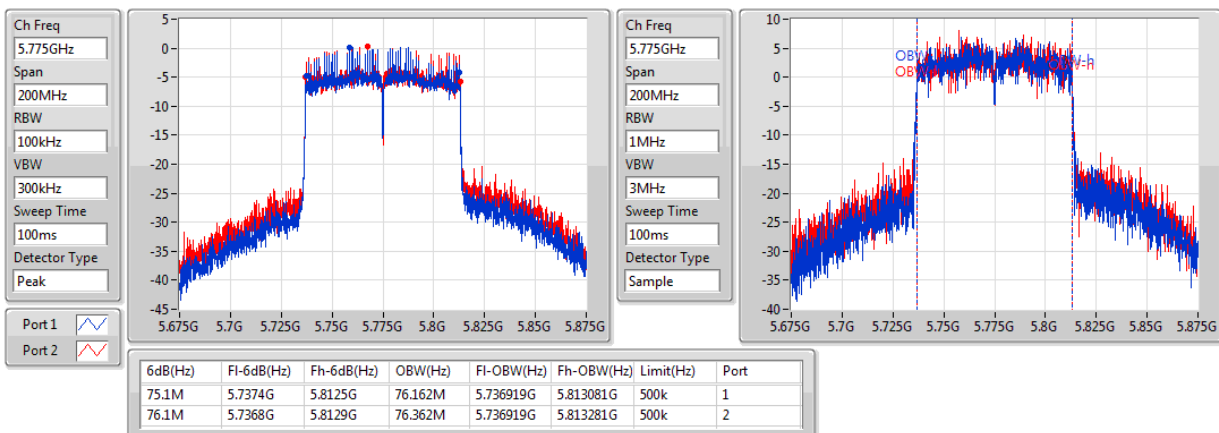 Ch Freq
5.775GHz
Span
200MHz
RBW
100kHz
VBW
300kHz
Sweep Time
100ms
Detector Type
Peak
Port 1
Port 2
5
0
-5
-10
-15
-20
-25
-30
-35
-40
-45
5.675G 5.7G 5.725G 5.75G 5.775G 5.8G 5.825G 5.85G 5.875G
Ch Freq
5.775GHz
Span
200MHz
RBW
1MHz
VBW
3MHz
Sweep Time
100ms
Detector Type
Sample
10
5
0
-5
-10
-15
-20
-25
-30
-35
-40
5.675G 5.7G 5.725G 5.75G 5.775G 5.8G 5.825G 5.85G 5.875G
6dB(Hz) Fl-6dB(Hz) Fh-6dB(Hz) OBW(Hz) Fl-OBW(Hz) Fh-OBW(Hz) Limit(Hz) Port
75.1M 5.7374G 5.8125G 76.162M 5.736919G 5.813081G 500k 1
76.1M 5.7368G 5.8129G 76.362M 5.736919G 5.813281G 500k 2